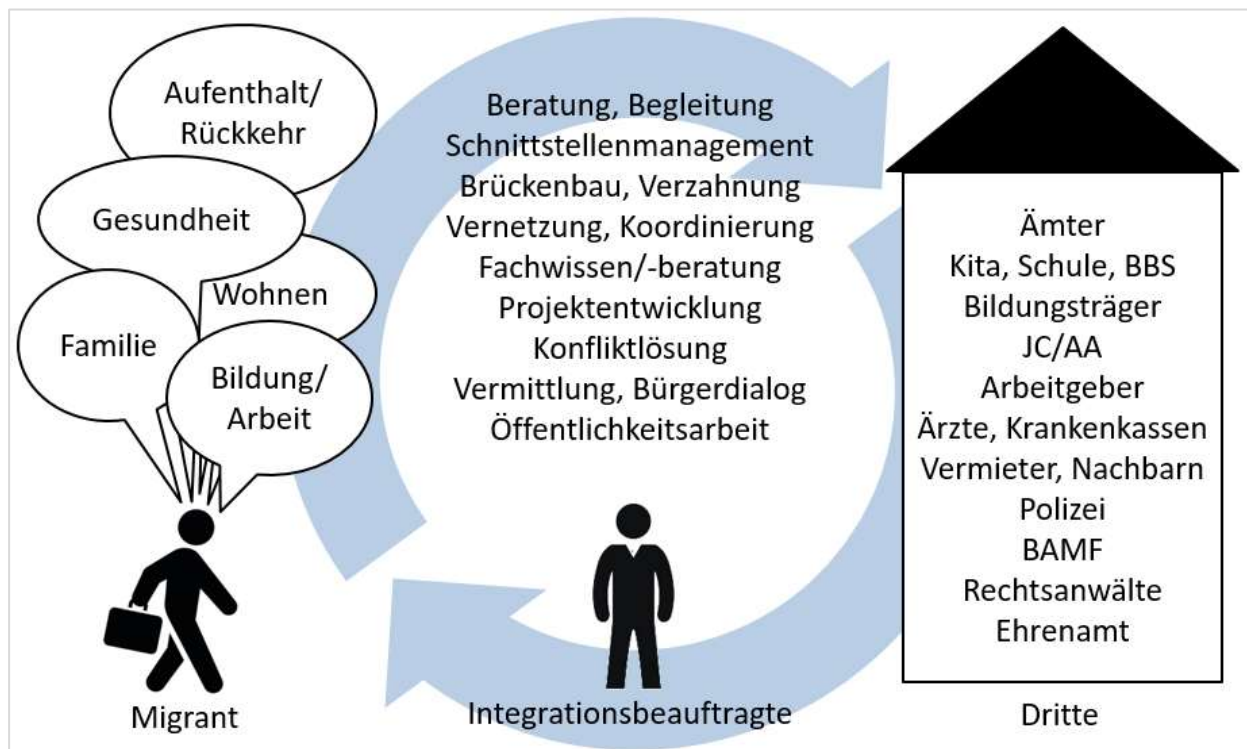 Aufenthalt/
Rückkehr
Gesundheit
Wohnen
Familie
Bildung/
Arbeit
Migrant
Beratung, Begleitung
Schnittstellenmanagement
Brückenbau, Verzahnung
Vernetzung, Koordinierung
Fachwissen/-beratung
Projektentwicklung
Konfliktlösung
Vermittlung, Bürgerdialog
Öffentlichkeitsarbeit
Integrationsbeauftragte
Ämter
Kita, Schule, BBS
Bildungsträger
JC/AA
Arbeitgeber
Ärzte, Krankenkassen
Vermieter, Nachbarn
Polizei
BAMF
Rechtsanwälte
Ehrenamt
Dritte